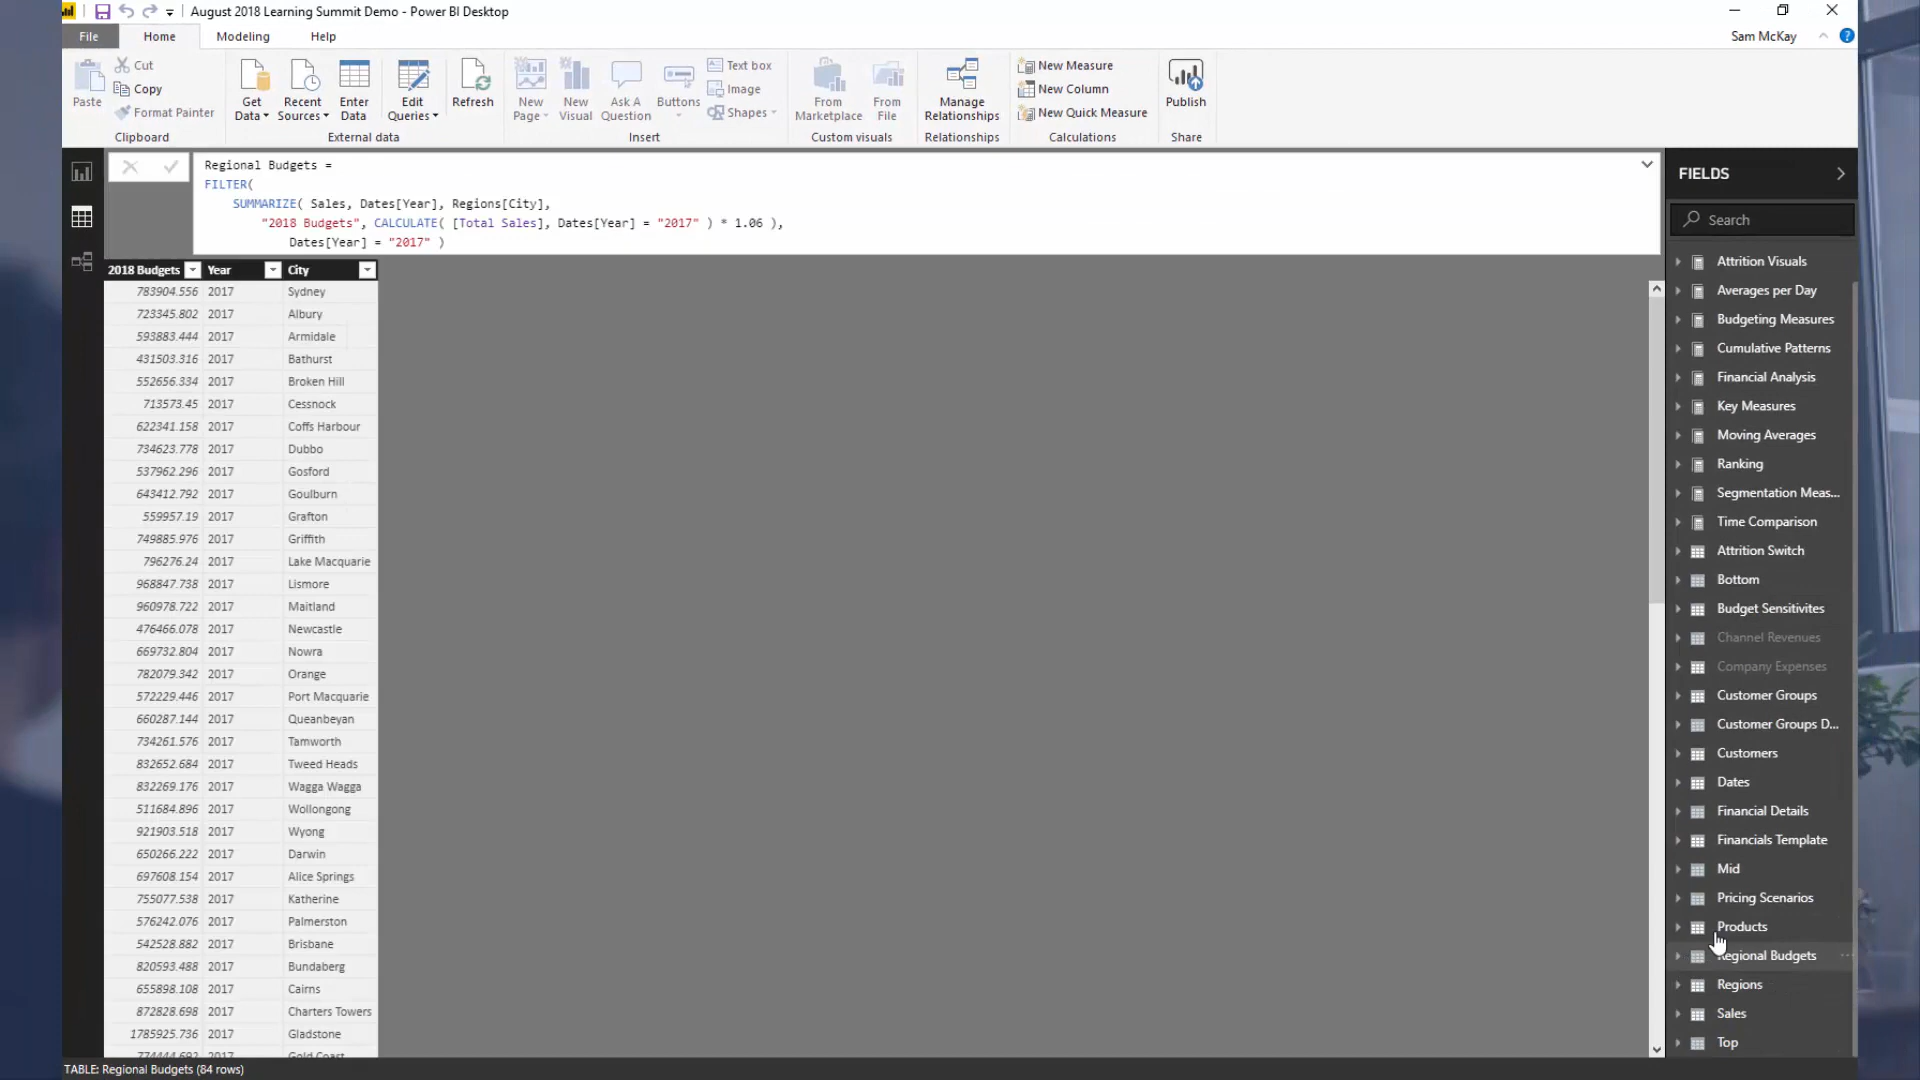 August 2018 Learning Summit Demo - Power BI Desktop
File
Home
Modeling
Help
Sam McKay
Paste
Cut
Copy
Format Painter
Clipboard
Get Data
Recent Sources
Enter Data
Edit Queries
External data
Refresh
New Page
New Visual
Ask A Question
Buttons
Text box
Image
Shapes
Insert
From Marketplace
From File
Custom visuals
Manage Relationships
Relationships
New Measure
New Column
New Quick Measure
Calculations
Publish
Share
Regional Budgets =
FILTER(
SUMMARIZE( Sales, Dates[Year], Regions[City],
"2018 Budgets", CALCULATE( [Total Sales], Dates[Year] = "2017" ) * 1.06 ),
Dates[Year] = "2017" )
2018 Budgets Year City
783904.556 2017 Sydney
723345.802 2017 Albury
593883.444 2017 Armidale
431503.316 2017 Bathurst
552656.334 2017 Broken Hill
713573.45 2017 Cessnock
622341.158 2017 Coffs Harbour
734623.778 2017 Dubbo
537962.296 2017 Gosford
643412.792 2017 Goulburn
559957.19 2017 Grafton
749885.976 2017 Griffith
796276.24 2017 Lake Macquarie
968847.738 2017 Lismore
960978.722 2017 Maitland
476466.078 2017 Newcastle
669732.804 2017 Nowra
782079.342 2017 Orange
572229.446 2017 Port Macquarie
660287.144 2017 Queanbeyan
734261.576 2017 Tamworth
832652.684 2017 Tweed Heads
832269.176 2017 Wagga Wagga
511684.896 2017 Wollongong
921903.518 2017 Wyong
650266.222 2017 Darwin
697608.154 2017 Alice Springs
755077.538 2017 Katherine
576242.076 2017 Palmerston
542528.882 2017 Brisbane
820593.488 2017 Bundaberg
655898.108 2017 Cairns
872828.698 2017 Charters Towers
1785925.736 2017 Gladstone
774444.692 2017 Gold Coast
FIELDS
Search
Attrition Visuals
Averages per Day
Budgeting Measures
Cumulative Patterns
Financial Analysis
Key Measures
Moving Averages
Ranking
Segmentation Meas...
Time Comparison
Attrition Switch
Bottom
Budget Sensitivites
Channel Revenues
Company Expenses
Customer Groups
Customer Groups D...
Customers
Dates
Financial Details
Financials Template
Mid
Pricing Scenarios
Products
Regional Budgets
Regions
Sales
Top
TABLE: Regional Budgets (84 rows)